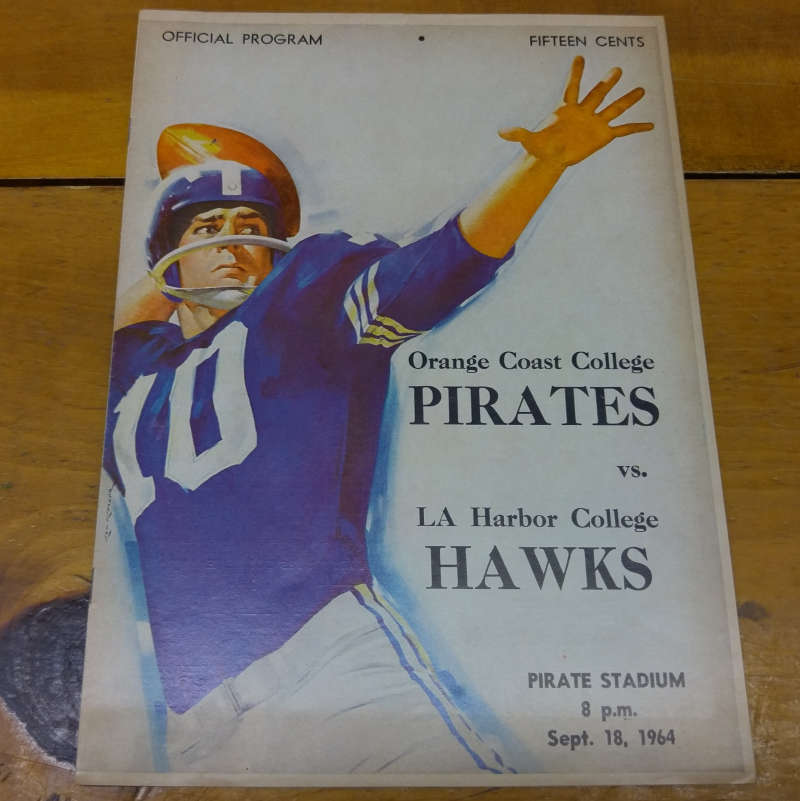 OFFICIAL PROGRAM
FIFTEEN CENTS
10
Orange Coast College
PIRATES
vs.
LA Harbor College
HAWKS
PIRATE STADIUM
8 p.m.
Sept. 18, 1964